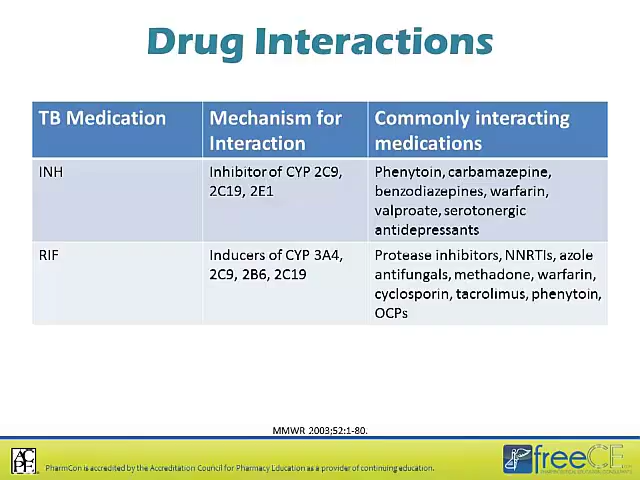 Drug Interactions
TB Medication
Mechanism for
Interaction
Commonly interacting
medications
INH
Inhibitor of CYP 2C9,
2C19, 2E1
Phenytoin, carbamazepine,
benzodiazepines, warfarin,
valproate, serotonergic
antidepressants
RIF
Inducers of CYP 3A4,
2C9, 2B6, 2C19
Protease inhibitors, NNRTIs, azole
antifungals, methadone, warfarin,
cyclosporin, tacrolimus, phenytoin,
OCPs
MMWR 2003;52:1-80.
PharmCon is accredited by the Accreditation Council for Pharmacy Education as a provider of continuing education.
freeCE